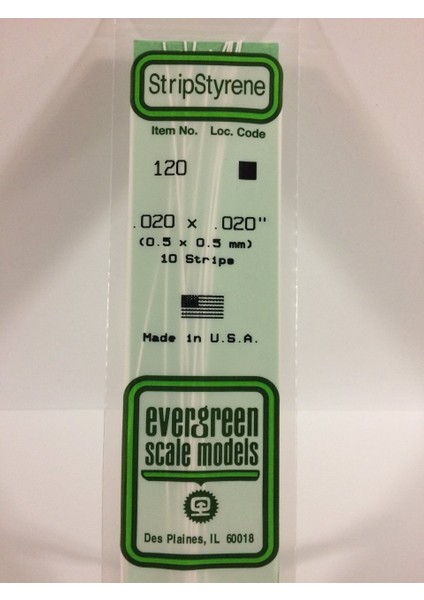 StripStyrene
Item No. Loc. Code
120
.020 x .020"
(0.5 x 0.5 mm)
10 Strips
Made in U.S.A.
evergreen
scale models
Des Plaines, IL 60018